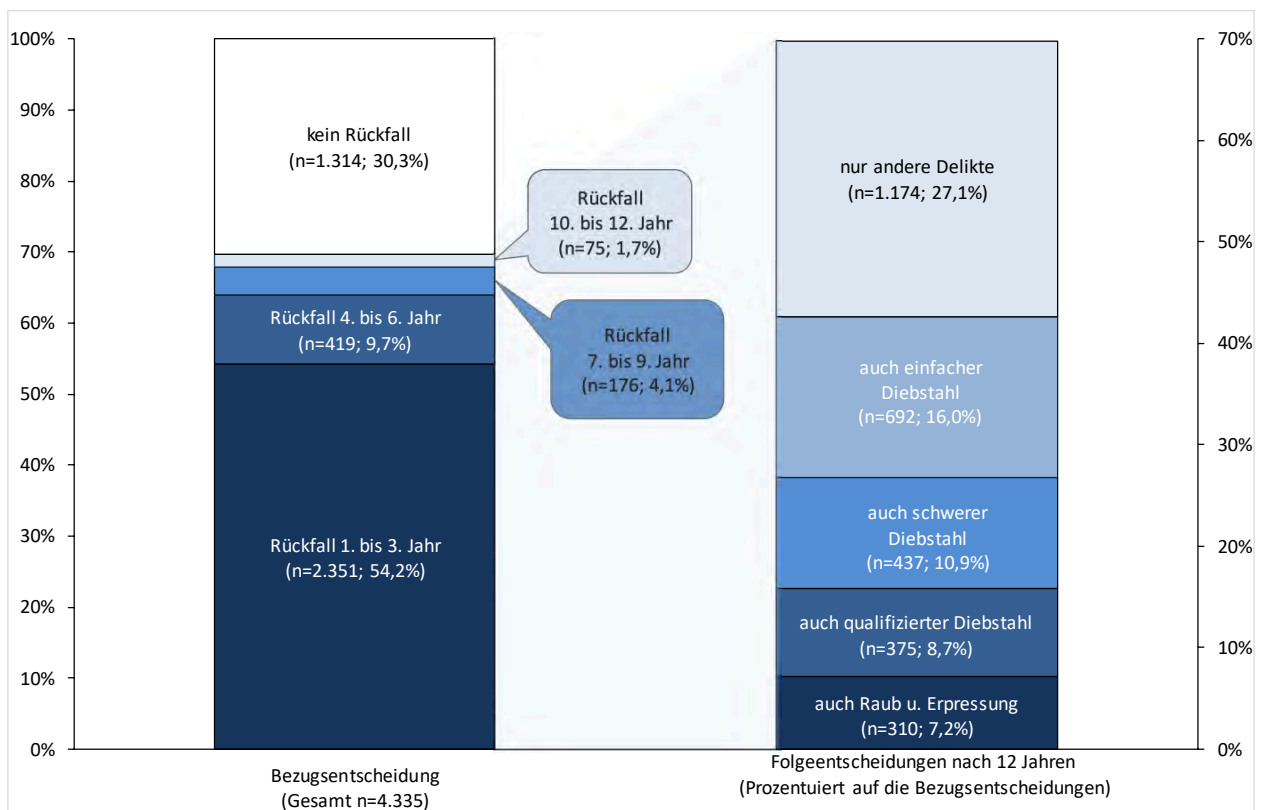 100%
90%
80%
70%
60%
50%
40%
30%
20%
10%
0%
kein Rückfall
(n=1.314; 30,3%)
Rückfall 4. bis 6. Jahr
(n=419; 9,7%)
Rückfall 1. bis 3. Jahr
(n=2.351; 54,2%)
Rückfall
10. bis 12. Jahr
(n=75; 1,7%)
Rückfall
7. bis 9. Jahr
(n=176; 4,1%)
nur andere Delikte
(n=1.174; 27,1%)
auch einfacher
Diebstahl
(n=692; 16,0%)
auch schwerer
Diebstahl
(n=437; 10,9%)
auch qualifizierter Diebstahl
(n=375; 8,7%)
auch Raub u. Erpressung
(n=310; 7,2%)
70%
60%
50%
40%
30%
20%
10%
0%
Bezugsentscheidung
(Gesamt n=4.335)
Folgeentscheidungen nach 12 Jahren
(Prozentuiert auf die Bezugsentscheidungen)